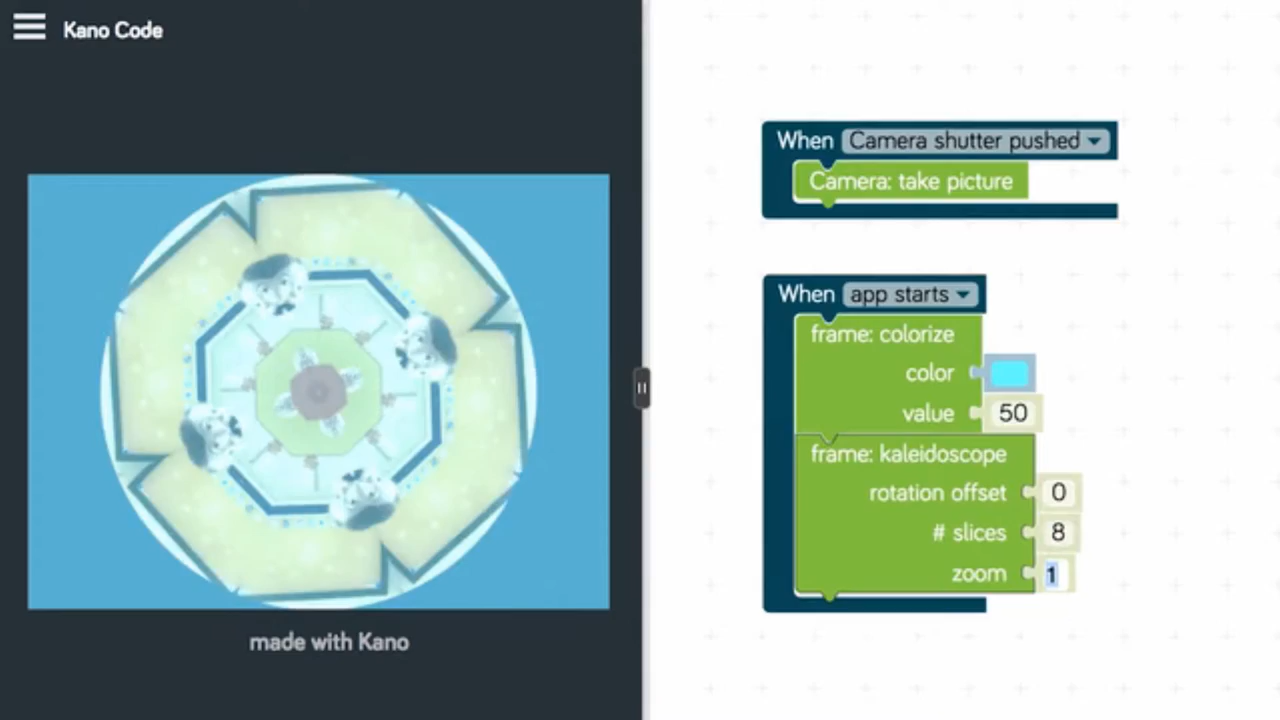 Kano Code
made with Kano
When Camera shutter pushed
Camera: take picture
When app starts
frame: colorize
color
value 50
frame: kaleidoscope
rotation offset 0
# slices 8
zoom 1